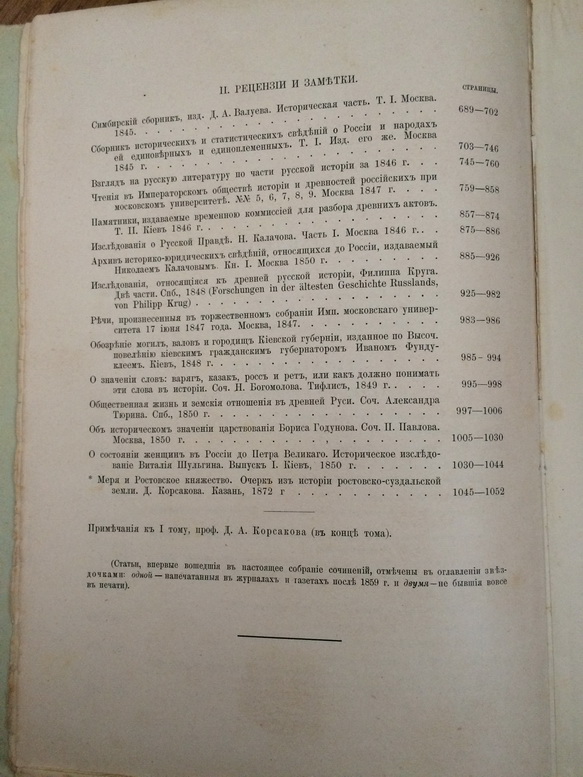 II. РЕЦЕНЗІИ И ЗАМѢТКИ.
СТРАНИЦЫ.
Симбирскій сборникъ, изд. Д. А. Валуева. Историческая часть. Т. I. Москва.
1845. . . . . . . . . . . . . . . . . . . . . . . . 689—702
Сборникъ историческихъ и статистическихъ свѣдѣній о Россіи и народахъ
ей единовѣрныхъ и единоплеменныхъ. Т. I. Изд. его же. Москва
1845 г. . . . . . . . . . . . . . . . . . . . . . . 703—746
Взглядъ на русскую литературу по части русской исторіи за 1846 г. . . . 745—760
Чтенія въ Императорскомъ обществѣ исторіи и древностей россійскихъ при
московскомъ университетѣ. №№ 5, 6, 7, 8, 9. Москва 1847 г. . . . . 759—858
Памятники, издаваемые временною коммиссіей для разбора древнихъ актовъ.
Т. II. Кіевъ 1846 г. . . . . . . . . . . . . . . . . . 857—874
Изслѣдованія о Русской Правдѣ. Н. Калачова. Часть I. Москва 1846 г. . . 875—886
Архивъ историко-юридическихъ свѣдѣній, относящихся до Россіи, издаваемый
Николаемъ Калачовымъ. Кн. I. Москва 1850 г. . . . . . . . . . 885—926
Изслѣдованія, относящіяся къ древней русской исторіи, Филиппа Круга.
Двѣ части. Спб., 1848 (Forschungen in der ältesten Geschichte Russlands,
von Philipp Krug) . . . . . . . . . . . . . . . . . . . 925—982
Рѣчи, произнесенныя въ торжественномъ собраніи Имп. московскаго универ-
ситета 17 іюня 1847 года. Москва, 1847. . . . . . . . . . . . 983—986
Обозрѣніе могилъ, валовъ и городищъ Кіевской губерніи, изданное по Высоч.
повелѣнію кіевскимъ гражданскимъ губернаторомъ Иваномъ Фунду-
клеемъ. Кіевъ, 1848 г. . . . . . . . . . . . . . . . . . 985- 994
О значеніи словъ: варягъ, казакъ, россъ и ретъ, или какъ должно понимать
эти слова въ исторіи. Соч. Н. Богомолова. Тифлисъ, 1849 г. . . . . 995—998
Общественная жизнь и земскія отношенія въ древней Руси. Соч. Александра
Тюрина. Спб., 1850 г. . . . . . . . . . . . . . . . . . 997—1006
Объ историческомъ значеніи царствованія Бориса Годунова. Соч. П. Павлова.
Москва, 1850 г. . . . . . . . . . . . . . . . . . . . 1005—1030
О состояніи женщинъ въ Россіи до Петра Великаго. Историческое изслѣдо-
ваніе Виталія Шульгина. Выпускъ I. Кіевъ, 1850 г. . . . . . . . 1030—1044
* Меря и Ростовское княжество. Очеркъ изъ исторіи ростовско-суздальской
земли. Д. Корсакова. Казань, 1872 г . . . . . . . . . . . . 1045—1052
Примѣчанія къ I тому, проф. Д. А. Корсакова (въ концѣ тома).
(Статьи, впервые вошедшія въ настоящее собраніе сочиненій, отмѣчены въ оглавленіи звѣз-
дочками: одной — напечатанныя въ журналахъ и газетахъ послѣ 1859 г. и двумя—не бывшія вовсе
въ печати).